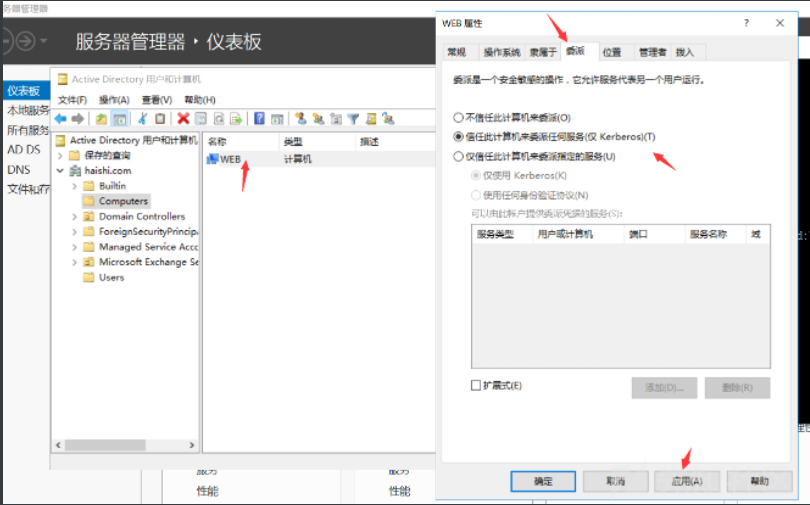 务器管理器
服务器管理器 · 仪表板
仪表板
本地服务
所有服务
AD DS
DNS
文件和存
Active Directory 用户和计算机
文件(F) 操作(A) 查看(V) 帮助(H)
Active Directory 用户和计算机
保存的查询
haishi.com
Builtin
Computers
Domain Controllers
ForeignSecurityPrincipa
Managed Service Acco
Microsoft Exchange Se
Users
名称 类型 描述
WEB 计算机
服务 服务
性能 性能
WEB 属性 ? ×
常规 操作系统 隶属于 委派 位置 管理者 拨入
委派是一个安全敏感的操作，它允许服务代表另一个用户运行。
不信任此计算机来委派(O)
信任此计算机来委派任何服务(仅 Kerberos)(T)
仅信任此计算机来委派指定的服务(U)
仅使用 Kerberos(K)
使用任何身份验证协议(N)
可以由此帐户提供委派凭据的服务(S):
服务类型 用户或计算机 端口 服务名称 域
扩展式(E) 添加(D)... 删除(R)
确定 取消 应用(A) 帮助
d: